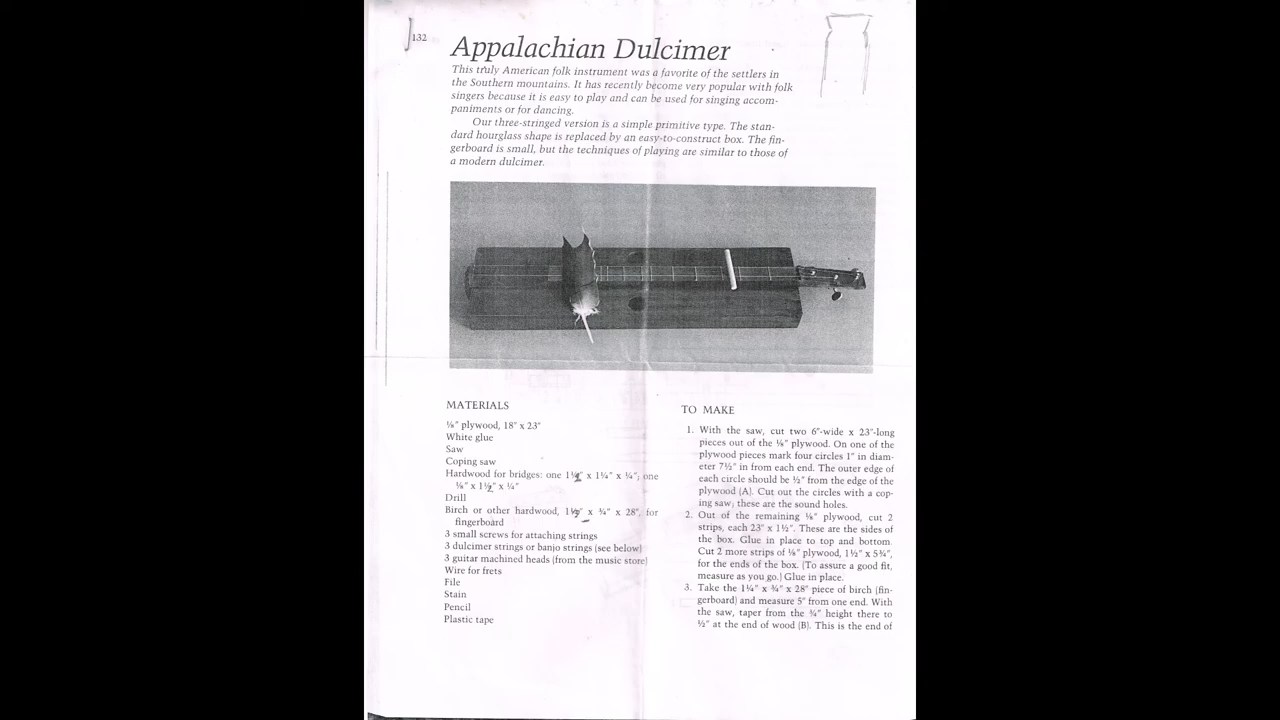 132
Appalachian Dulcimer
This truly American folk instrument was a favorite of the settlers in
the Southern mountains. It has recently become very popular with folk
singers because it is easy to play and can be used for singing accom-
paniments or for dancing.
Our three-stringed version is a simple primitive type. The stan-
dard hourglass shape is replaced by an easy-to-construct box. The fin-
gerboard is small, but the techniques of playing are similar to those of
a modern dulcimer.
MATERIALS
⅛" plywood, 18" x 23"
White glue
Saw
Coping saw
Hardwood for bridges: one x 1¼" x ¼"; one
⅛" x 1½" x ¾"
Drill
Birch or other hardwood, x ¾" x 28", for
fingerboard
3 small screws for attaching strings
3 dulcimer strings or banjo strings (see below)
3 guitar machined heads (from the music store)
Wire for frets
File
Stain
Pencil
Plastic tape
TO MAKE
1. With the saw, cut two 6"-wide x 23"-long
pieces out of the ⅛" plywood. On one of the
plywood pieces mark four circles 1" in diam-
eter 7½" in from each end. The outer edge of
each circle should be ½" from the edge of the
plywood (A). Cut out the circles with a cop-
ing saw; these are the sound holes.
2. Out of the remaining ⅛" plywood, cut 2
strips, each 23" x 1½". These are the sides of
the box. Glue in place to top and bottom.
Cut 2 more strips of ⅛" plywood, 1½" x 5¾",
for the ends of the box. (To assure a good fit,
measure as you go.) Glue in place.
3. Take the 1¼" x ¾" x 28" piece of birch (fin-
gerboard) and measure 5" from one end. With
the saw, taper from the ¾" height there to
½" at the end of wood (B). This is the end of